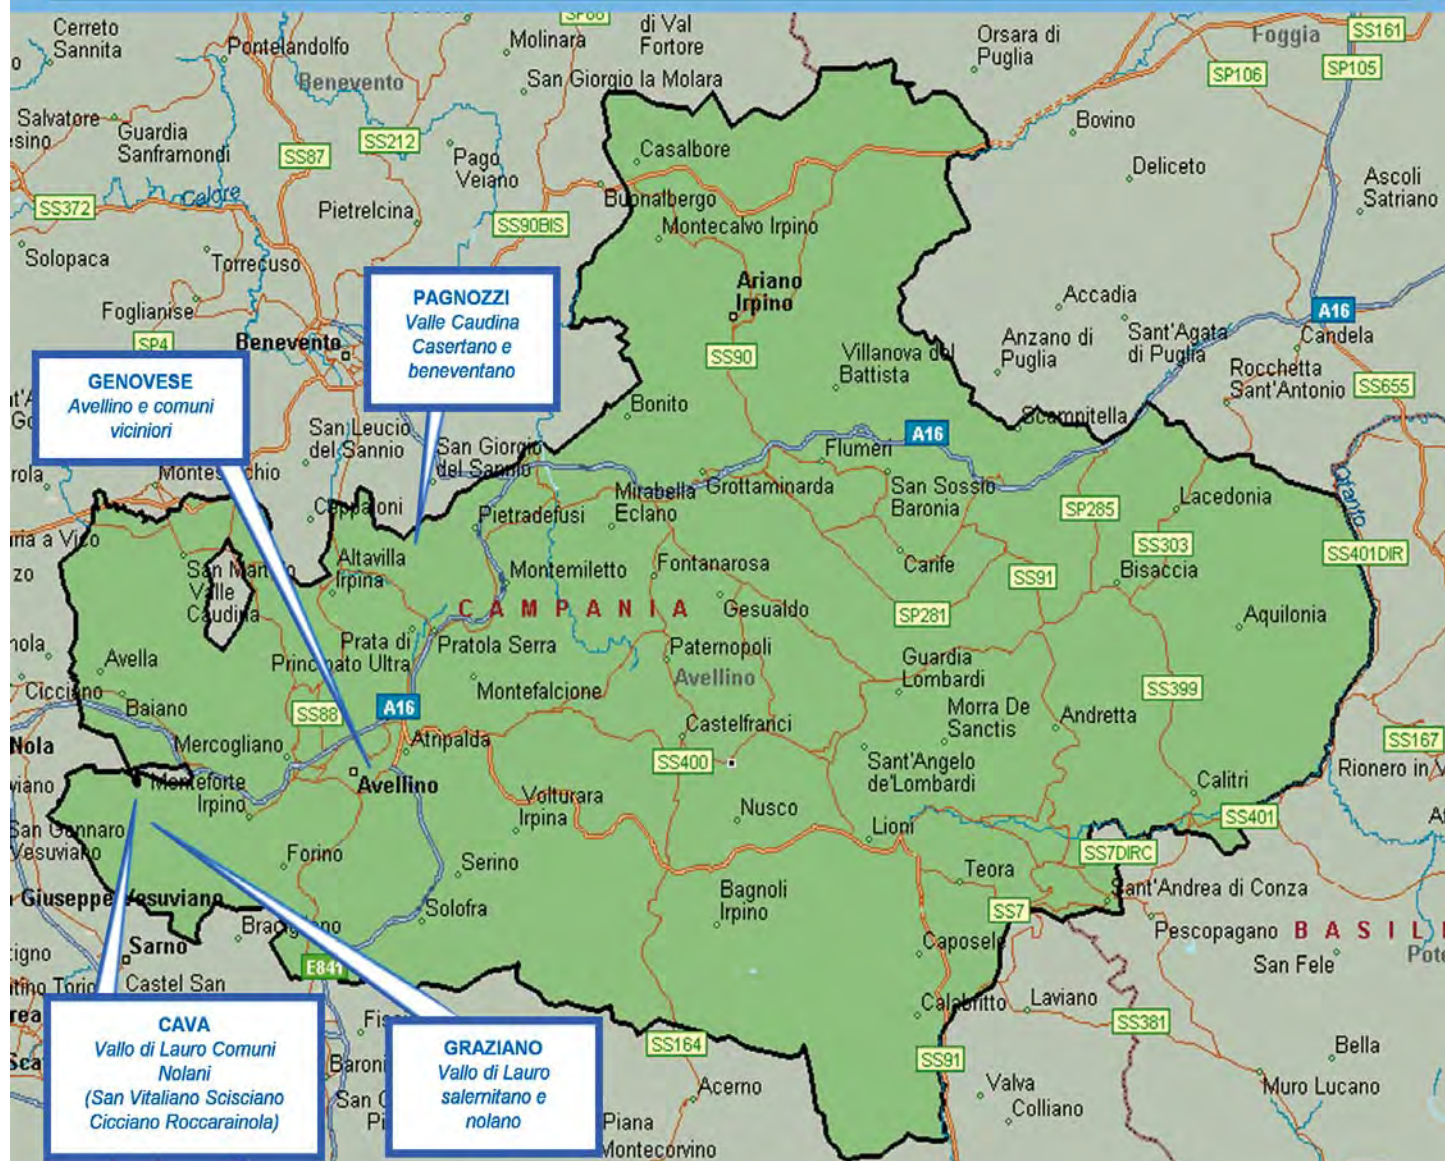 Cerreto
Sannita
Pontelandolfo
Molinara
SP66
di Val
Fortore
Orsara di
Puglia
Foggia
SS161
SP106
SP105
Benevento
San Giorgio la Molara
Salvatore
Guardia
Sanframondi
SS87
SS212
Pago
Veiano
Casalbore
Bovino
Deliceto
Ascoli
Satriano
SS372
Calore
Pietrelcina
SS90BIS
Buonalbergo
Montecalvo Irpino
Solopaca
Torrecuso
Foglianise
SP4
Benevento
PAGNOZZI
Valle Caudina
Casertano e
beneventano
Ariano
Irpino
SS90
Accadia
Anzano di
Puglia
Sant'Agata
di Puglia
A16
Candela
Rocchetta
Sant'Antonio
SS655
GENOVESE
Avellino e comuni
viciniori
Villanova del
Battista
Bonito
Scampitella
San Leucio
del Sannio
San Giorgio
del Sannio
A16
Flumeri
Ofanto
Grottaminarda
Mirabella
Eclano
San Sossio
Baronia
SP285
Lacedonia
Ceppaloni
Pietradefusi
SS303
SS401DIR
San Martino
Valle
Caudina
Altavilla
Irpina
Montemiletto
Fontanarosa
Carife
SS91
Bisaccia
CAMPANIA
Gesualdo
SP281
Aquilonia
Avella
Prata di
Principato Ultra
Pratola Serra
Paternopoli
Avellino
Guardia
Lombardi
Cicciano
Baiano
SS88
A16
Montefalcione
SS399
Morra De
Sanctis
Andretta
Nola
Mercogliano
Atripalda
Castelfranci
SS400
Sant'Angelo
de'Lombardi
SS167
Rionero in V
Monteforte
Irpino
Avellino
Volturara
Irpina
Nusco
Calitri
SS401
San Gennaro
Vesuviano
Forino
Serino
Lioni
SS7DIRC
Teora
Giuseppe Vesuviano
Solofra
Bagnoli
Irpino
SS7
Sant'Andrea di Conza
Bracigliano
Sarno
Caposele
Pescopagano
BASIL
San Fele
E841
Castel San
Calabritto
Laviano
SS381
CAVA
Vallo di Lauro Comuni
Nolani
(San Vitaliano Scisciano
Cicciano Roccarainola)
GRAZIANO
Vallo di Lauro
salernitano e
nolano
SS164
SS91
Bella
Acerno
Valva
Colliano
Muro Lucano
Piana
Montecorvino